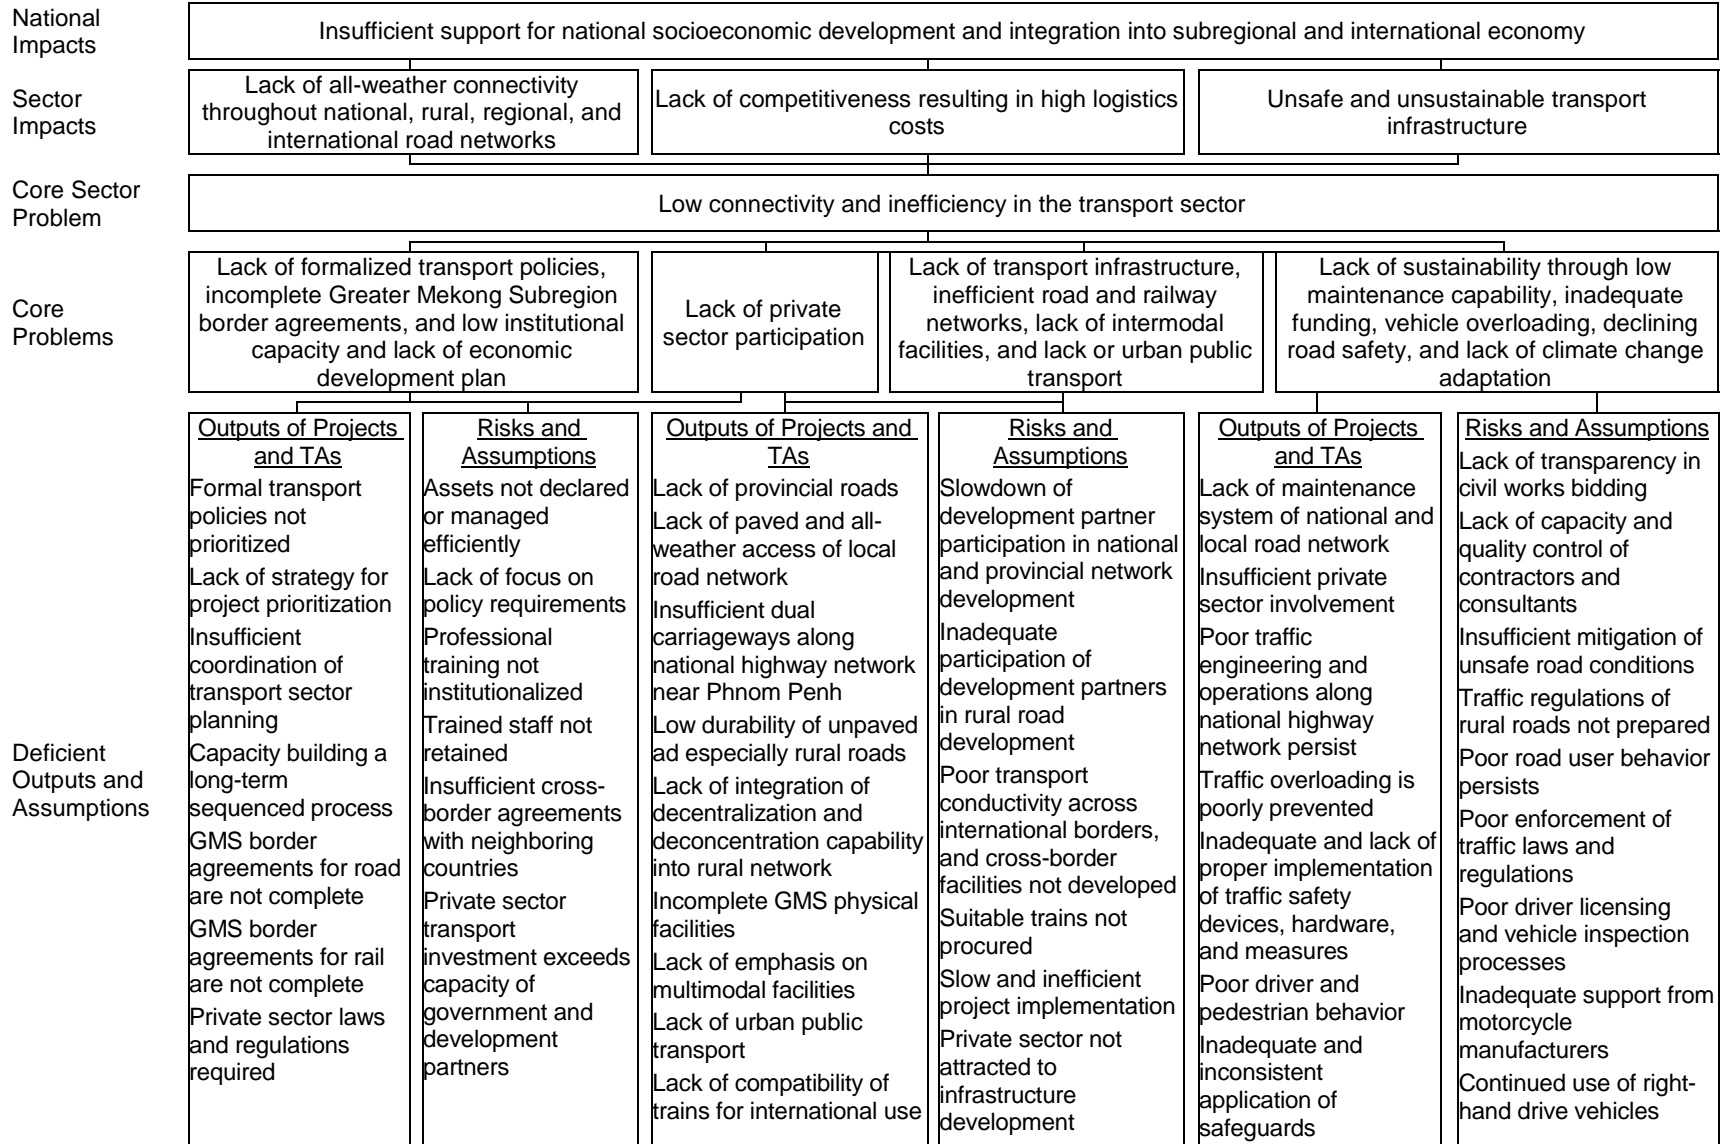 National
Impacts
Insufficient support for national socioeconomic development and integration into subregional and international economy
Sector
Impacts
Lack of all-weather connectivity
throughout national, rural, regional, and
international road networks
Lack of competitiveness resulting in high logistics
costs
Unsafe and unsustainable transport
infrastructure
Core Sector
Problem
Low connectivity and inefficiency in the transport sector
Core
Problems
Lack of formalized transport policies,
incomplete Greater Mekong Subregion
border agreements, and low institutional
capacity and lack of economic
development plan
Lack of private
sector participation
Lack of transport infrastructure,
inefficient road and railway
networks, lack of intermodal
facilities, and lack or urban public
transport
Lack of sustainability through low
maintenance capability, inadequate
funding, vehicle overloading, declining
road safety, and lack of climate change
adaptation
Deficient
Outputs and
Assumptions
Outputs of Projects
and TAs
Formal transport
policies not
prioritized
Lack of strategy for
project prioritization
Insufficient
coordination of
transport sector
planning
Capacity building a
long-term
sequenced process
GMS border
agreements for road
are not complete
GMS border
agreements for rail
are not complete
Private sector laws
and regulations
required
Risks and
Assumptions
Assets not declared
or managed
efficiently
Lack of focus on
policy requirements
Professional
training not
institutionalized
Trained staff not
retained
Insufficient cross-
border agreements
with neighboring
countries
Private sector
transport
investment exceeds
capacity of
government and
development
partners
Outputs of Projects and
TAs
Lack of provincial roads
Lack of paved and all-
weather access of local
road network
Insufficient dual
carriageways along
national highway network
near Phnom Penh
Low durability of unpaved
ad especially rural roads
Lack of integration of
decentralization and
deconcentration capability
into rural network
Incomplete GMS physical
facilities
Lack of emphasis on
multimodal facilities
Lack of urban public
transport
Lack of compatibility of
trains for international use
Risks and
Assumptions
Slowdown of
development partner
participation in national
and provincial network
development
Inadequate
participation of
development partners
in rural road
development
Poor transport
conductivity across
international borders,
and cross-border
facilities not developed
Suitable trains not
procured
Slow and inefficient
project implementation
Private sector not
attracted to
infrastructure
development
Outputs of Projects
and TAs
Lack of maintenance
system of national and
local road network
Insufficient private
sector involvement
Poor traffic
engineering and
operations along
national highway
network persist
Traffic overloading is
poorly prevented
Inadequate and lack of
proper implementation
of traffic safety
devices, hardware,
and measures
Poor driver and
pedestrian behavior
Inadequate and
inconsistent
application of
safeguards
Risks and Assumptions
Lack of transparency in
civil works bidding
Lack of capacity and
quality control of
contractors and
consultants
Insufficient mitigation of
unsafe road conditions
Traffic regulations of
rural roads not prepared
Poor road user behavior
persists
Poor enforcement of
traffic laws and
regulations
Poor driver licensing
and vehicle inspection
processes
Inadequate support from
motorcycle
manufacturers
Continued use of right-
hand drive vehicles